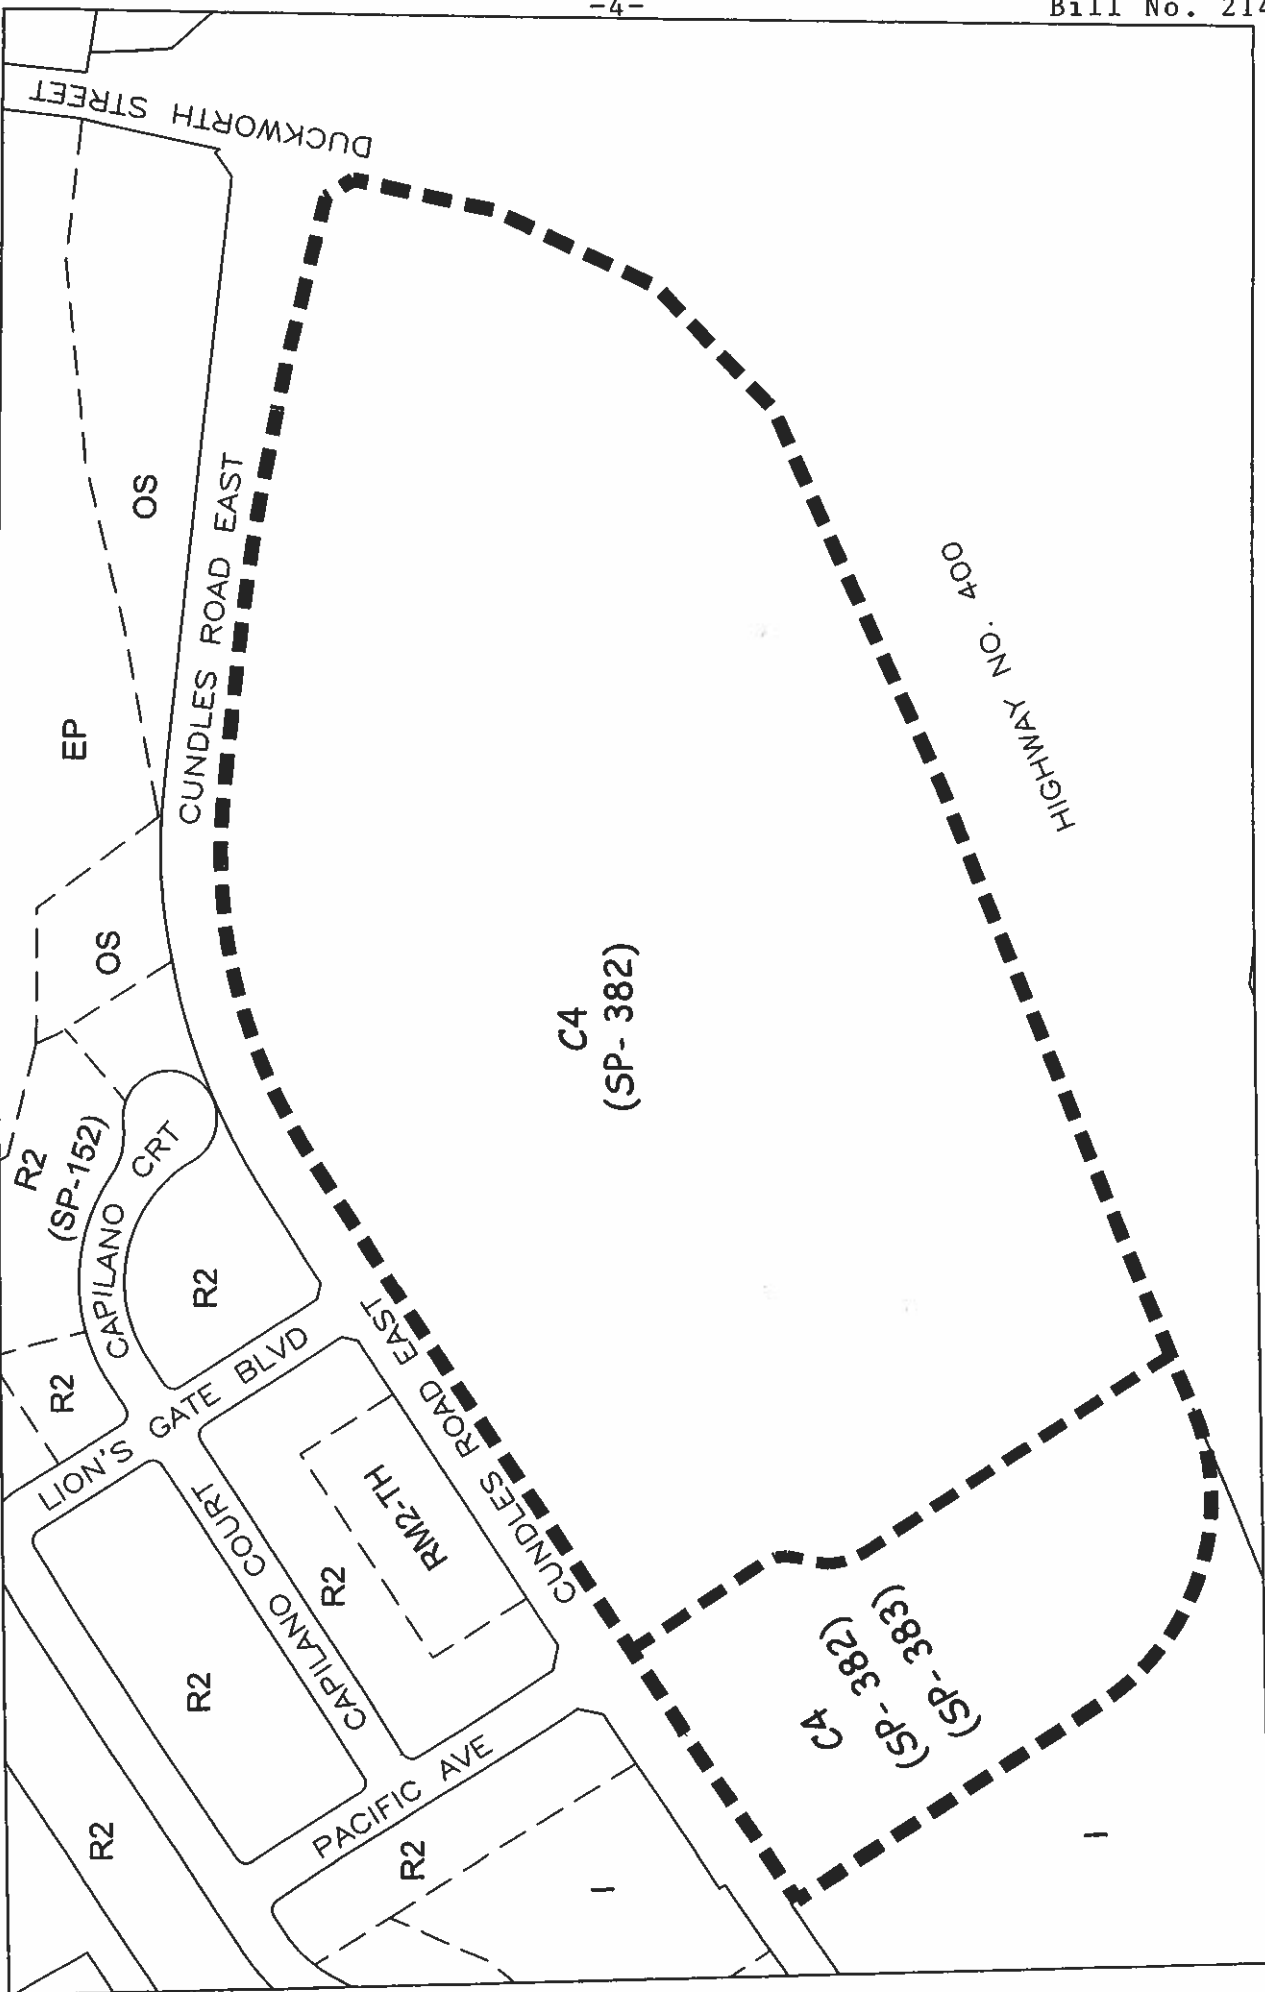 -4-
Bill No. 214
DUCKWORTH STREET
OS
CUNDLES ROAD EAST
EP
OS
R2
(SP-152)
CAPILANO CRT
R2
R2
LION'S GATE BLVD
CUNDLES ROAD EAST
RM2-TH
R2
CAPILANO COURT
R2
R2
PACIFIC AVE
R2
I
C4
(SP-382)
HIGHWAY NO. 400
C4
(SP-382)
(SP-383)
I